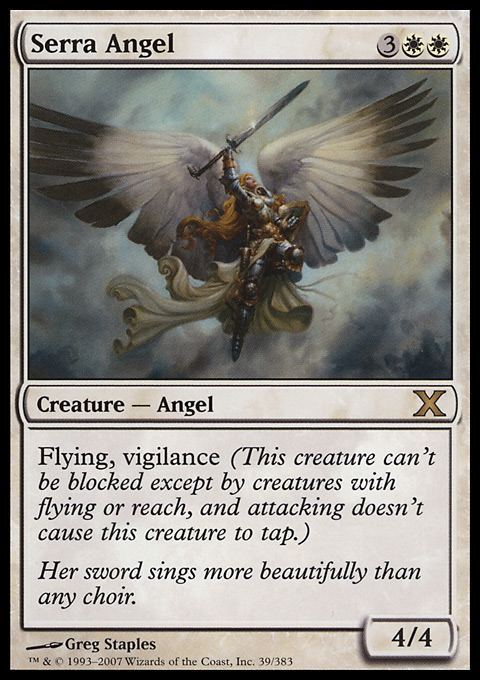 Serra Angel 3
Creature — Angel X
Flying, vigilance (This creature can't
be blocked except by creatures with
flying or reach, and attacking doesn't
cause this creature to tap.)
Her sword sings more beautifully than
any choir.
Greg Staples
4/4
™ & © 1993–2007 Wizards of the Coast, Inc. 39/383